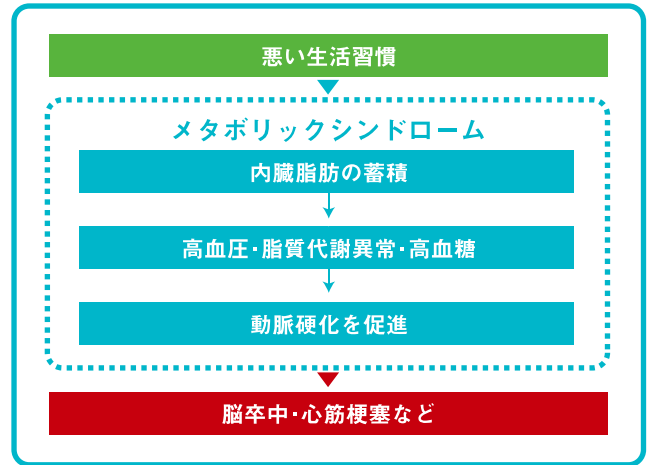 悪い生活習慣
メタボリックシンドローム
内臓脂肪の蓄積
高血圧・脂質代謝異常・高血糖
動脈硬化を促進
脳卒中・心筋梗塞など